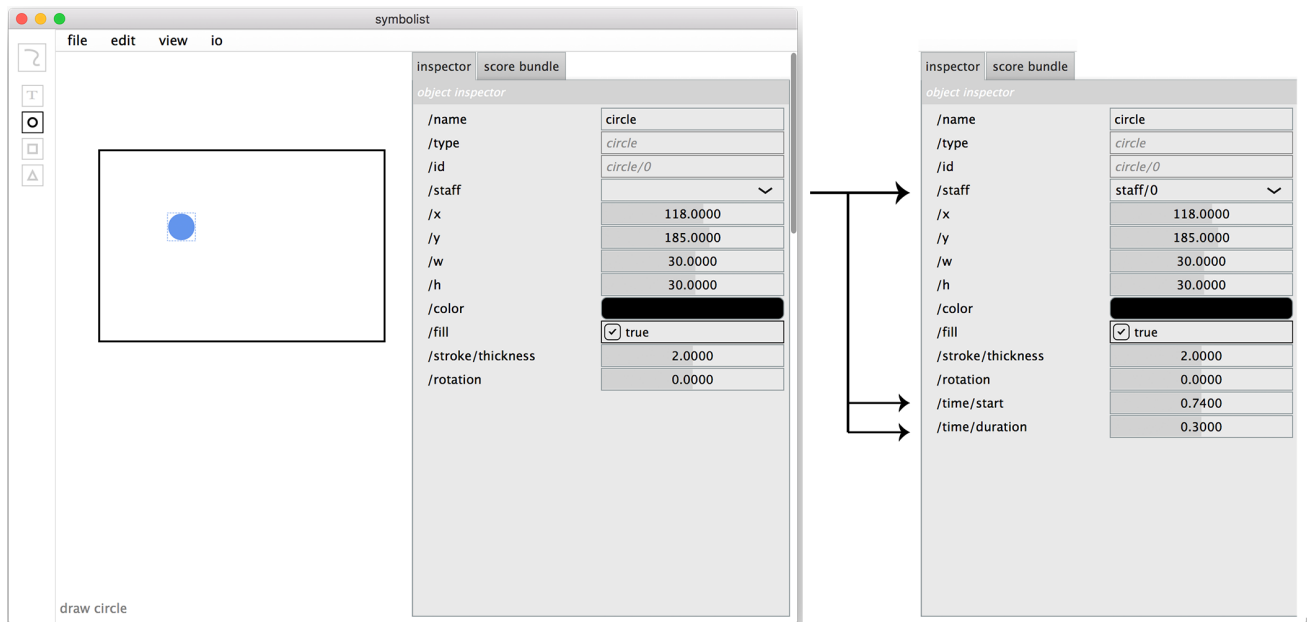 symbolist
file edit view io
T
inspector score bundle
object inspector
/name circle
/type circle
/id circle/0
/staff
/x 118.0000
/y 185.0000
/w 30.0000
/h 30.0000
/color
/fill true
/stroke/thickness 2.0000
/rotation 0.0000
draw circle
inspector score bundle
object inspector
/name circle
/type circle
/id circle/0
/staff staff/0
/x 118.0000
/y 185.0000
/w 30.0000
/h 30.0000
/color
/fill true
/stroke/thickness 2.0000
/rotation 0.0000
/time/start 0.7400
/time/duration 0.3000